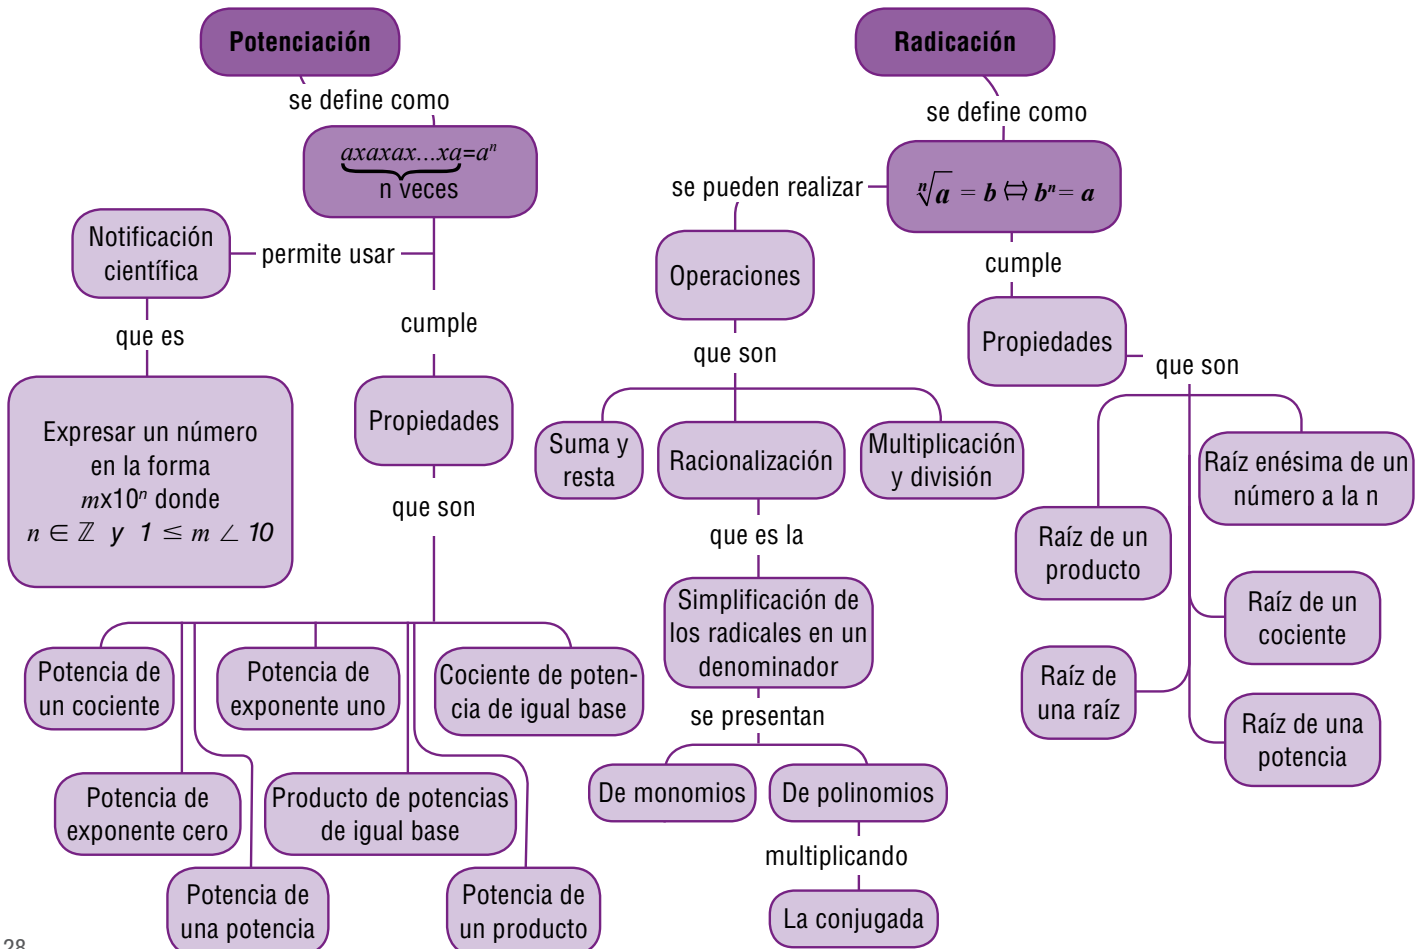 Potenciación
se define como
axaxax...xa=aⁿ
n veces
Notificación
científica
permite usar
que es
Expresar un número
en la forma
mx10ⁿ donde
n ∈ ℤ y 1 ≤ m ∠ 10
cumple
Propiedades
que son
Potencia de
un cociente
Potencia de
exponente uno
Cociente de poten-
cia de igual base
Potencia de
exponente cero
Producto de potencias
de igual base
Potencia de
una potencia
Potencia de
un producto
Radicación
se define como
ⁿ√a = b ⇔ bⁿ = a
se pueden realizar
Operaciones
que son
Suma y
resta
Racionalización
Multiplicación
y división
que es la
Simplificación de
los radicales en un
denominador
se presentan
De monomios
De polinomios
multiplicando
La conjugada
cumple
Propiedades
que son
Raíz enésima de un
número a la n
Raíz de un
producto
Raíz de un
cociente
Raíz de
una raíz
Raíz de una
potencia
28